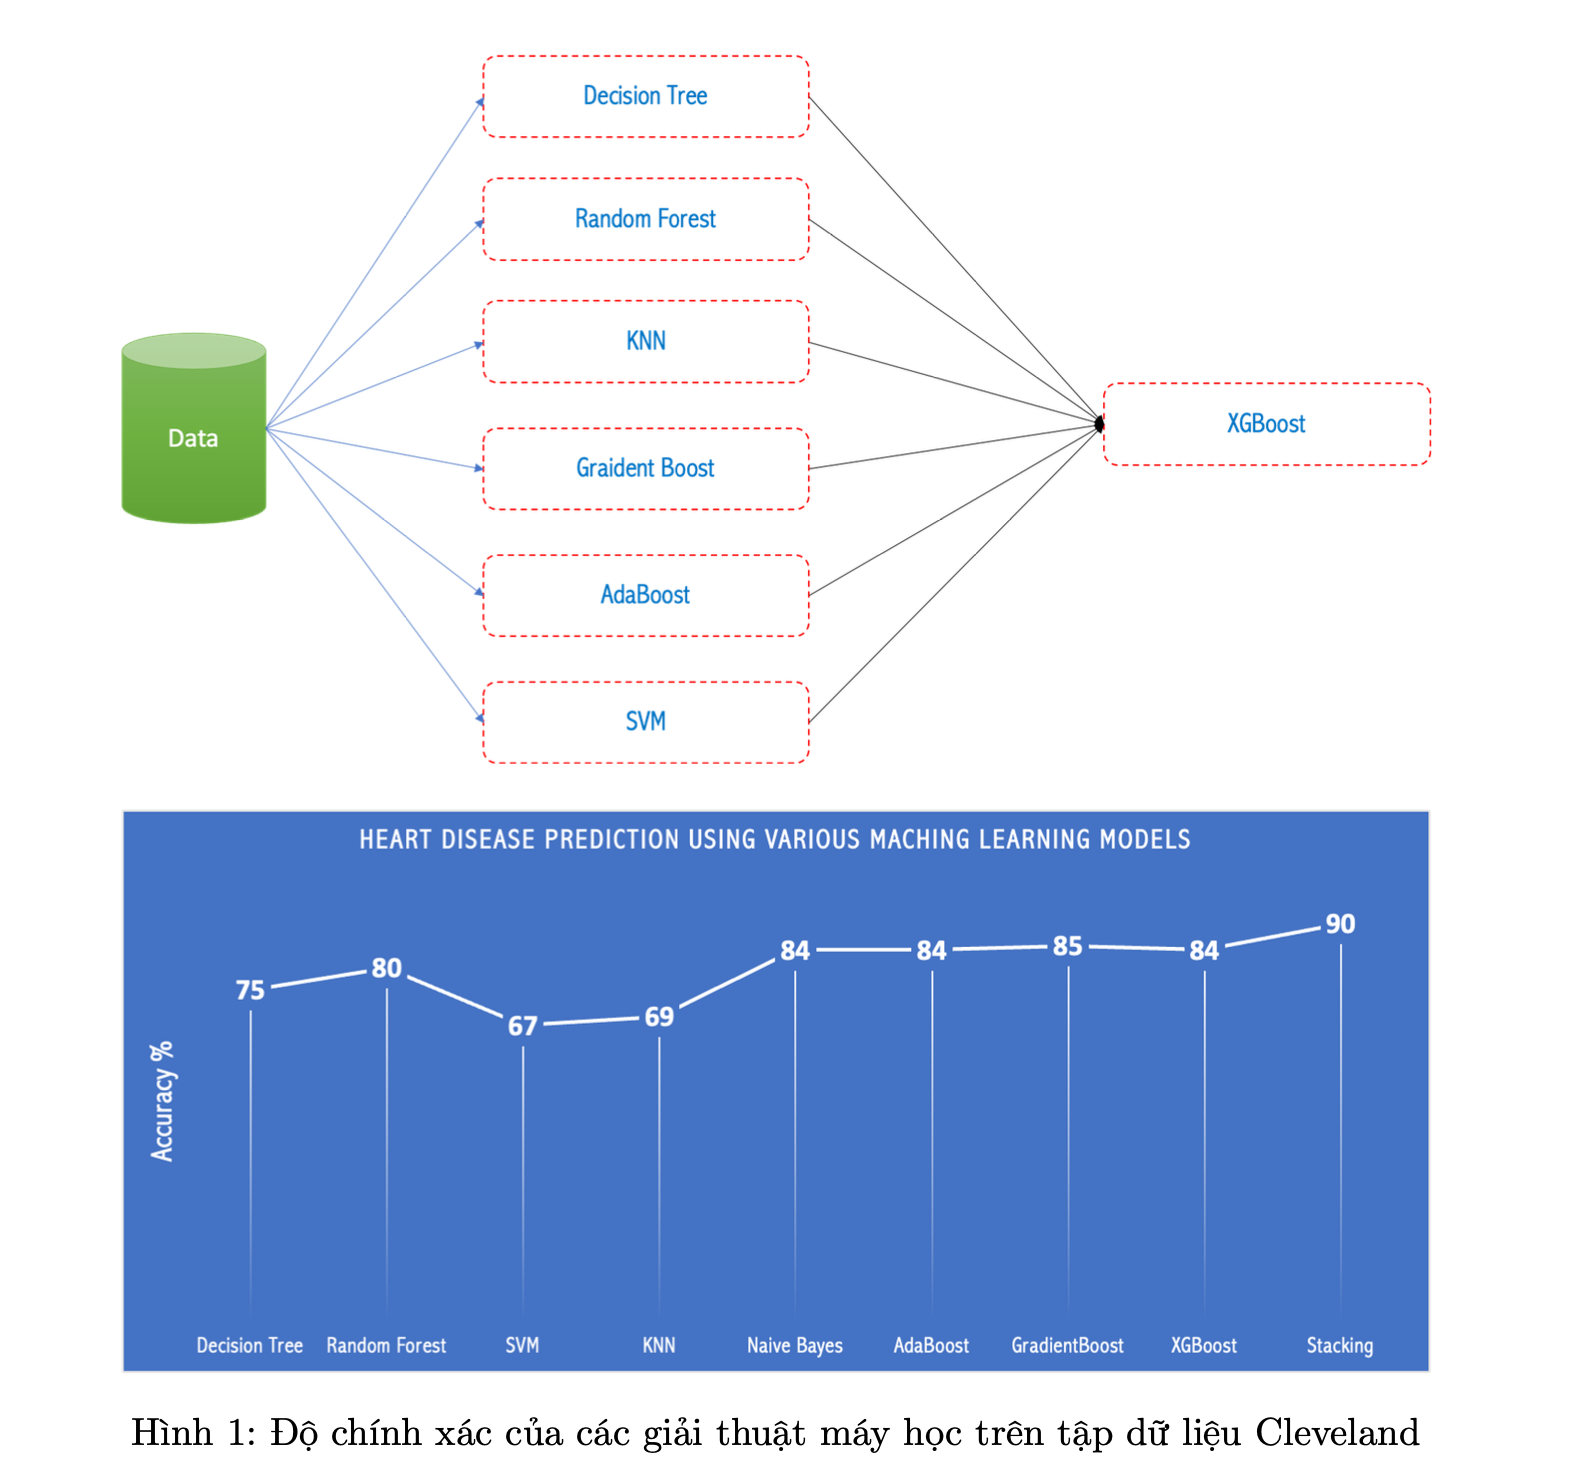 Decision Tree
Random Forest
KNN
Data
XGBoost
Graident Boost
AdaBoost
SVM
HEART DISEASE PREDICTION USING VARIOUS MACHING LEARNING MODELS
Accuracy %
75 80 67 69 84 84 85 84 90
Decision Tree Random Forest SVM KNN Naive Bayes AdaBoost GradientBoost XGBoost Stacking
Hình 1: Độ chính xác của các giải thuật máy học trên tập dữ liệu Cleveland